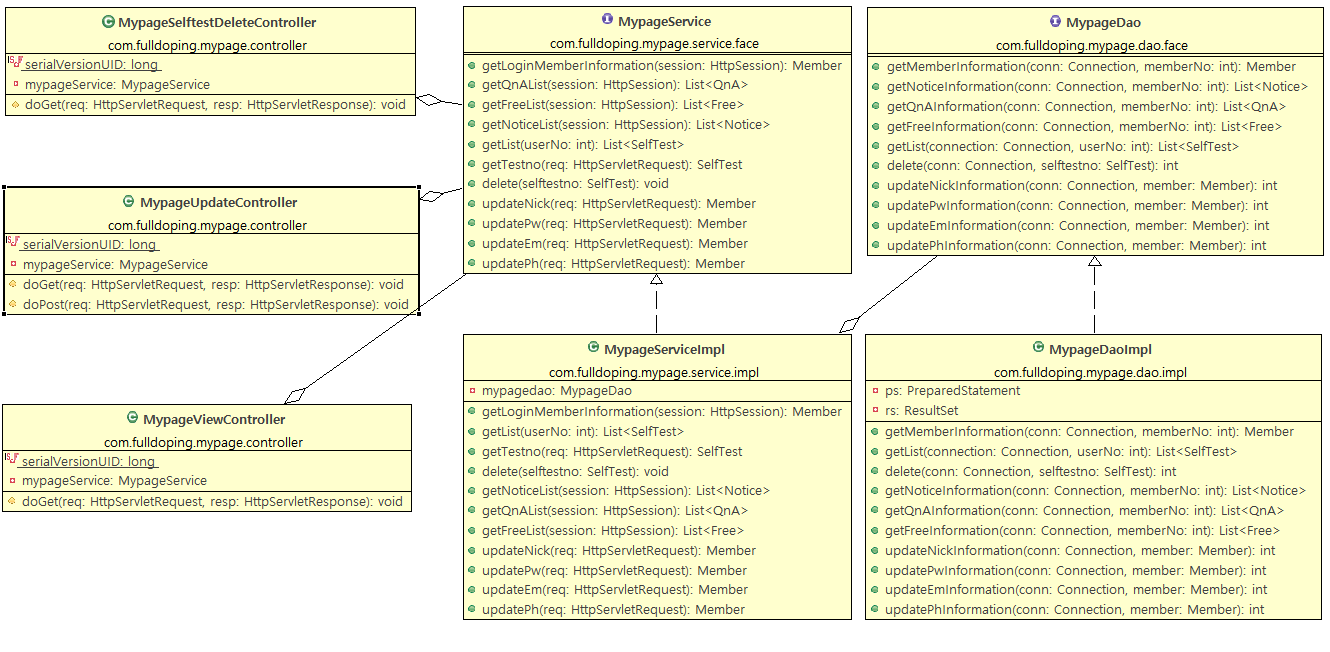 MypageSelftestDeleteController
com.fulldoping.mypage.controller
serialVersionUID: long
mypageService: MypageService
doGet(req: HttpServletRequest, resp: HttpServletResponse): void
MypageUpdateController
com.fulldoping.mypage.controller
serialVersionUID: long
mypageService: MypageService
doGet(req: HttpServletRequest, resp: HttpServletResponse): void
doPost(req: HttpServletRequest, resp: HttpServletResponse): void
MypageViewController
com.fulldoping.mypage.controller
serialVersionUID: long
mypageService: MypageService
doGet(req: HttpServletRequest, resp: HttpServletResponse): void
MypageService
com.fulldoping.mypage.service.face
getLoginMemberInformation(session: HttpSession): Member
getQnAList(session: HttpSession): List<QnA>
getFreeList(session: HttpSession): List<Free>
getNoticeList(session: HttpSession): List<Notice>
getList(userNo: int): List<SelfTest>
getTestno(req: HttpServletRequest): SelfTest
delete(selftestno: SelfTest): void
updateNick(req: HttpServletRequest): Member
updatePw(req: HttpServletRequest): Member
updateEm(req: HttpServletRequest): Member
updatePh(req: HttpServletRequest): Member
MypageServiceImpl
com.fulldoping.mypage.service.impl
mypagedao: MypageDao
getLoginMemberInformation(session: HttpSession): Member
getList(userNo: int): List<SelfTest>
getTestno(req: HttpServletRequest): SelfTest
delete(selftestno: SelfTest): void
getNoticeList(session: HttpSession): List<Notice>
getQnAList(session: HttpSession): List<QnA>
getFreeList(session: HttpSession): List<Free>
updateNick(req: HttpServletRequest): Member
updatePw(req: HttpServletRequest): Member
updateEm(req: HttpServletRequest): Member
updatePh(req: HttpServletRequest): Member
MypageDao
com.fulldoping.mypage.dao.face
getMemberInformation(conn: Connection, memberNo: int): Member
getNoticeInformation(conn: Connection, memberNo: int): List<Notice>
getQnAInformation(conn: Connection, memberNo: int): List<QnA>
getFreeInformation(conn: Connection, memberNo: int): List<Free>
getList(connection: Connection, userNo: int): List<SelfTest>
delete(conn: Connection, selftestno: SelfTest): int
updateNickInformation(conn: Connection, member: Member): int
updatePwInformation(conn: Connection, member: Member): int
updateEmInformation(conn: Connection, member: Member): int
updatePhInformation(conn: Connection, member: Member): int
MypageDaoImpl
com.fulldoping.mypage.dao.impl
ps: PreparedStatement
rs: ResultSet
getMemberInformation(conn: Connection, memberNo: int): Member
getList(connection: Connection, userNo: int): List<SelfTest>
delete(conn: Connection, selftestno: SelfTest): int
getNoticeInformation(conn: Connection, memberNo: int): List<Notice>
getQnAInformation(conn: Connection, memberNo: int): List<QnA>
getFreeInformation(conn: Connection, memberNo: int): List<Free>
updateNickInformation(conn: Connection, member: Member): int
updatePwInformation(conn: Connection, member: Member): int
updateEmInformation(conn: Connection, member: Member): int
updatePhInformation(conn: Connection, member: Member): int